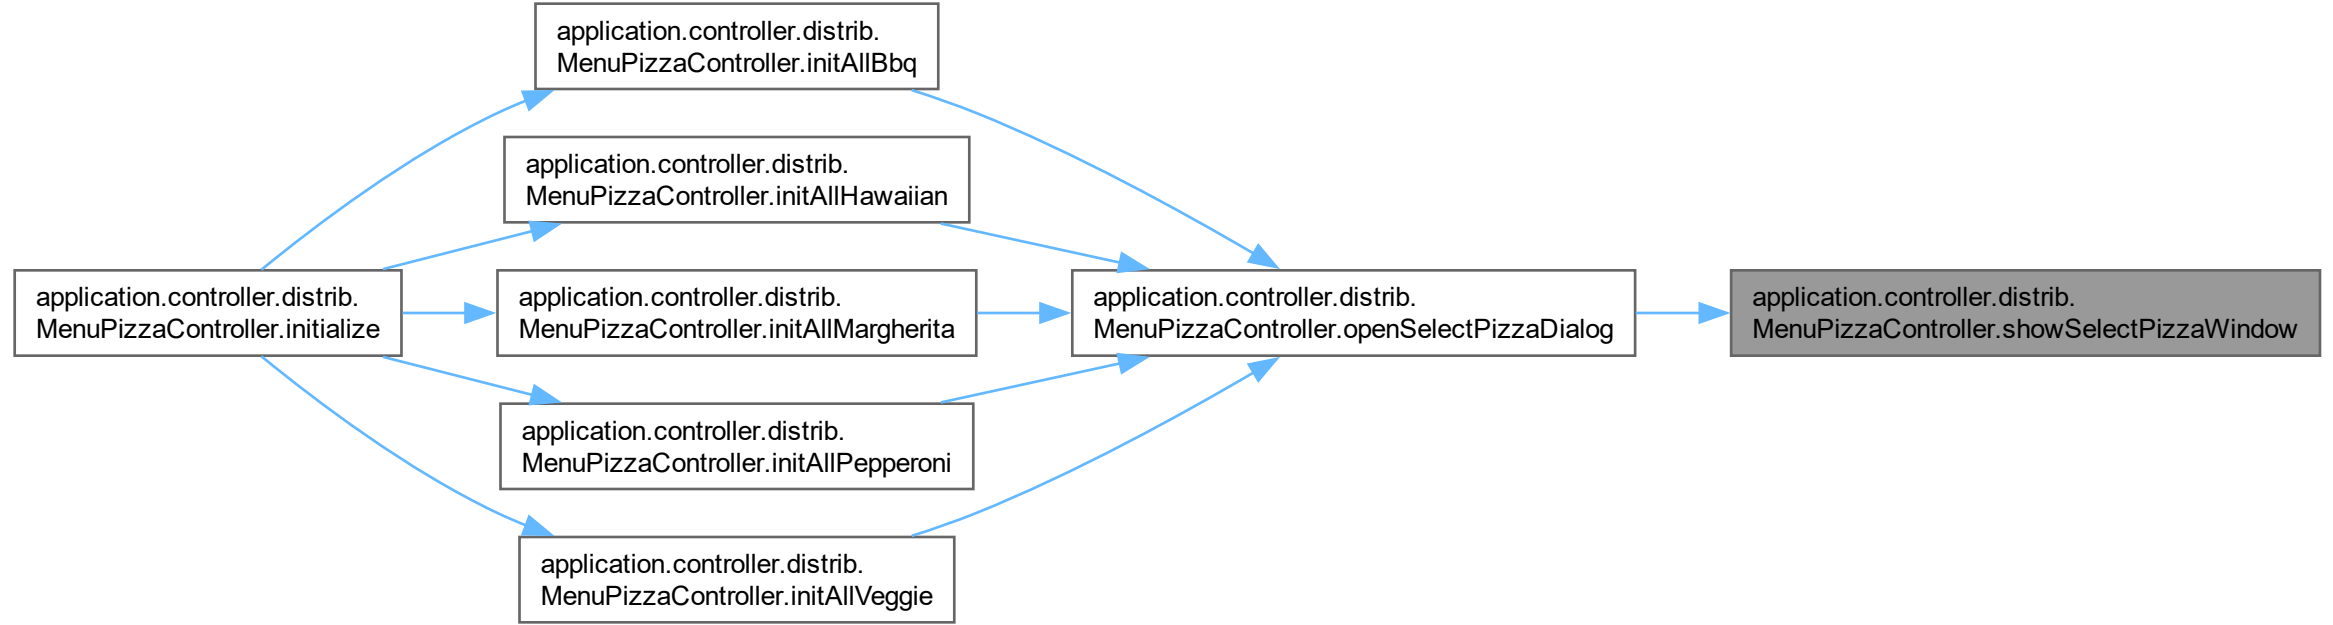 application.controller.distrib.
MenuPizzaController.initAllBbq
application.controller.distrib.
MenuPizzaController.initAllHawaiian
application.controller.distrib.
MenuPizzaController.initialize
application.controller.distrib.
MenuPizzaController.initAllMargherita
application.controller.distrib.
MenuPizzaController.openSelectPizzaDialog
application.controller.distrib.
MenuPizzaController.showSelectPizzaWindow
application.controller.distrib.
MenuPizzaController.initAllPepperoni
application.controller.distrib.
MenuPizzaController.initAllVeggie